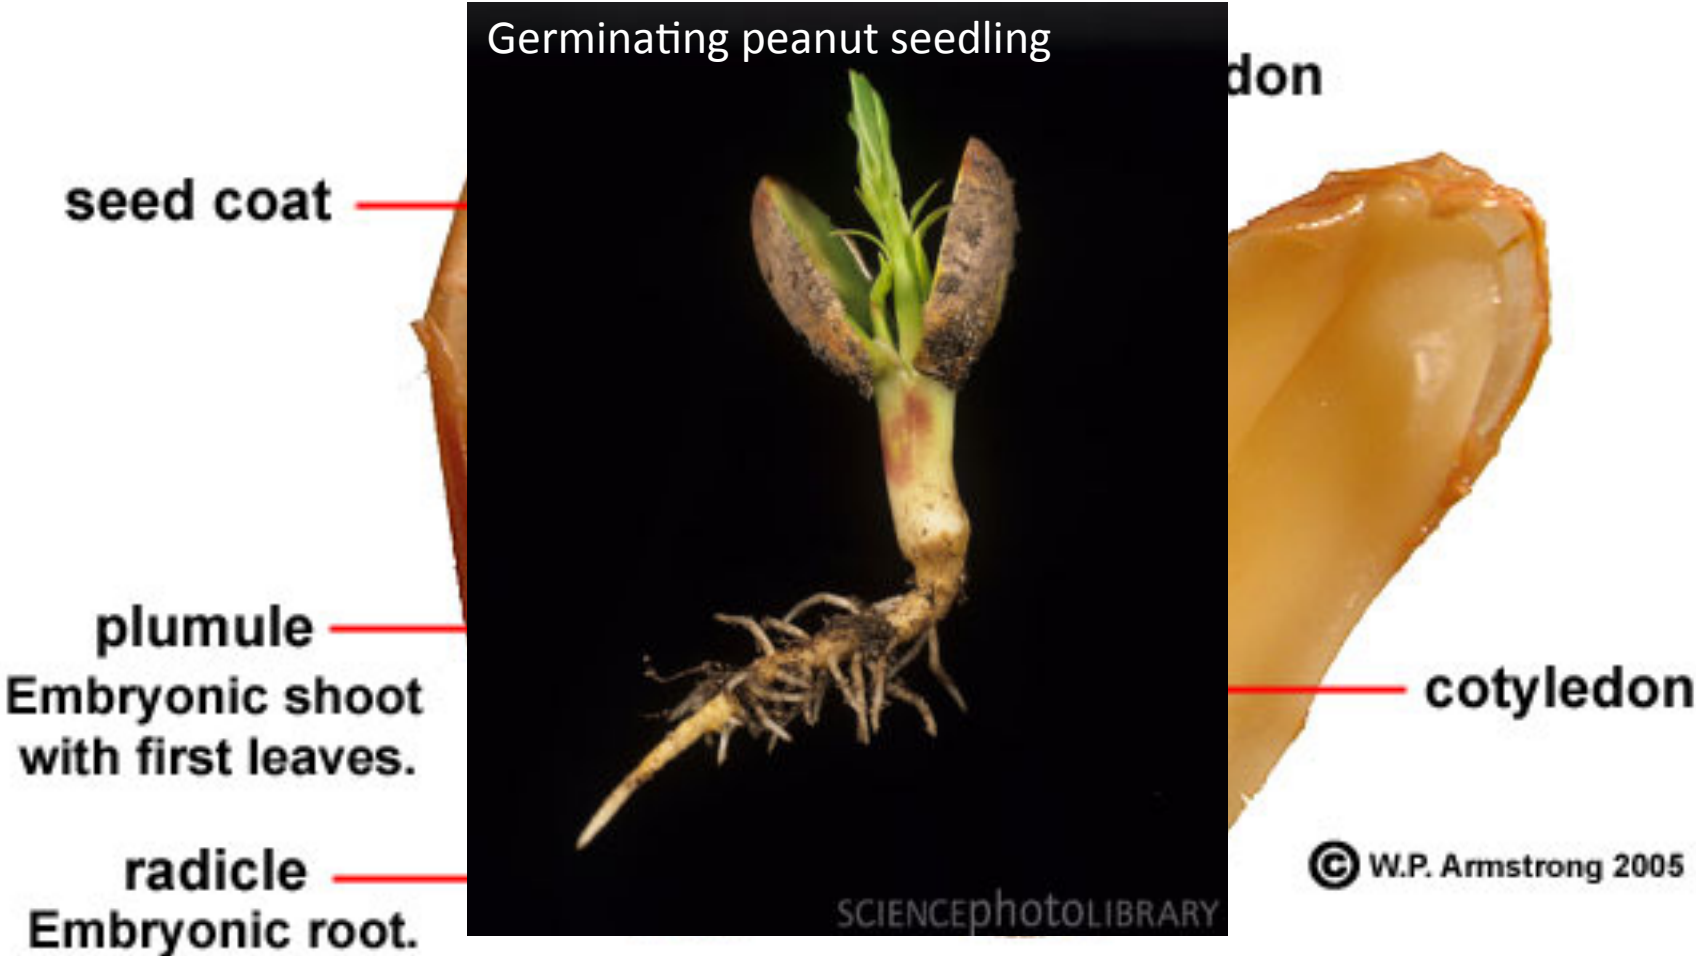 Germinating peanut seedling
don
seed coat
plumule
Embryonic shoot
with first leaves.
cotyledon
radicle
Embryonic root.
© W.P. Armstrong 2005
SCIENCEphotoLIBRARY